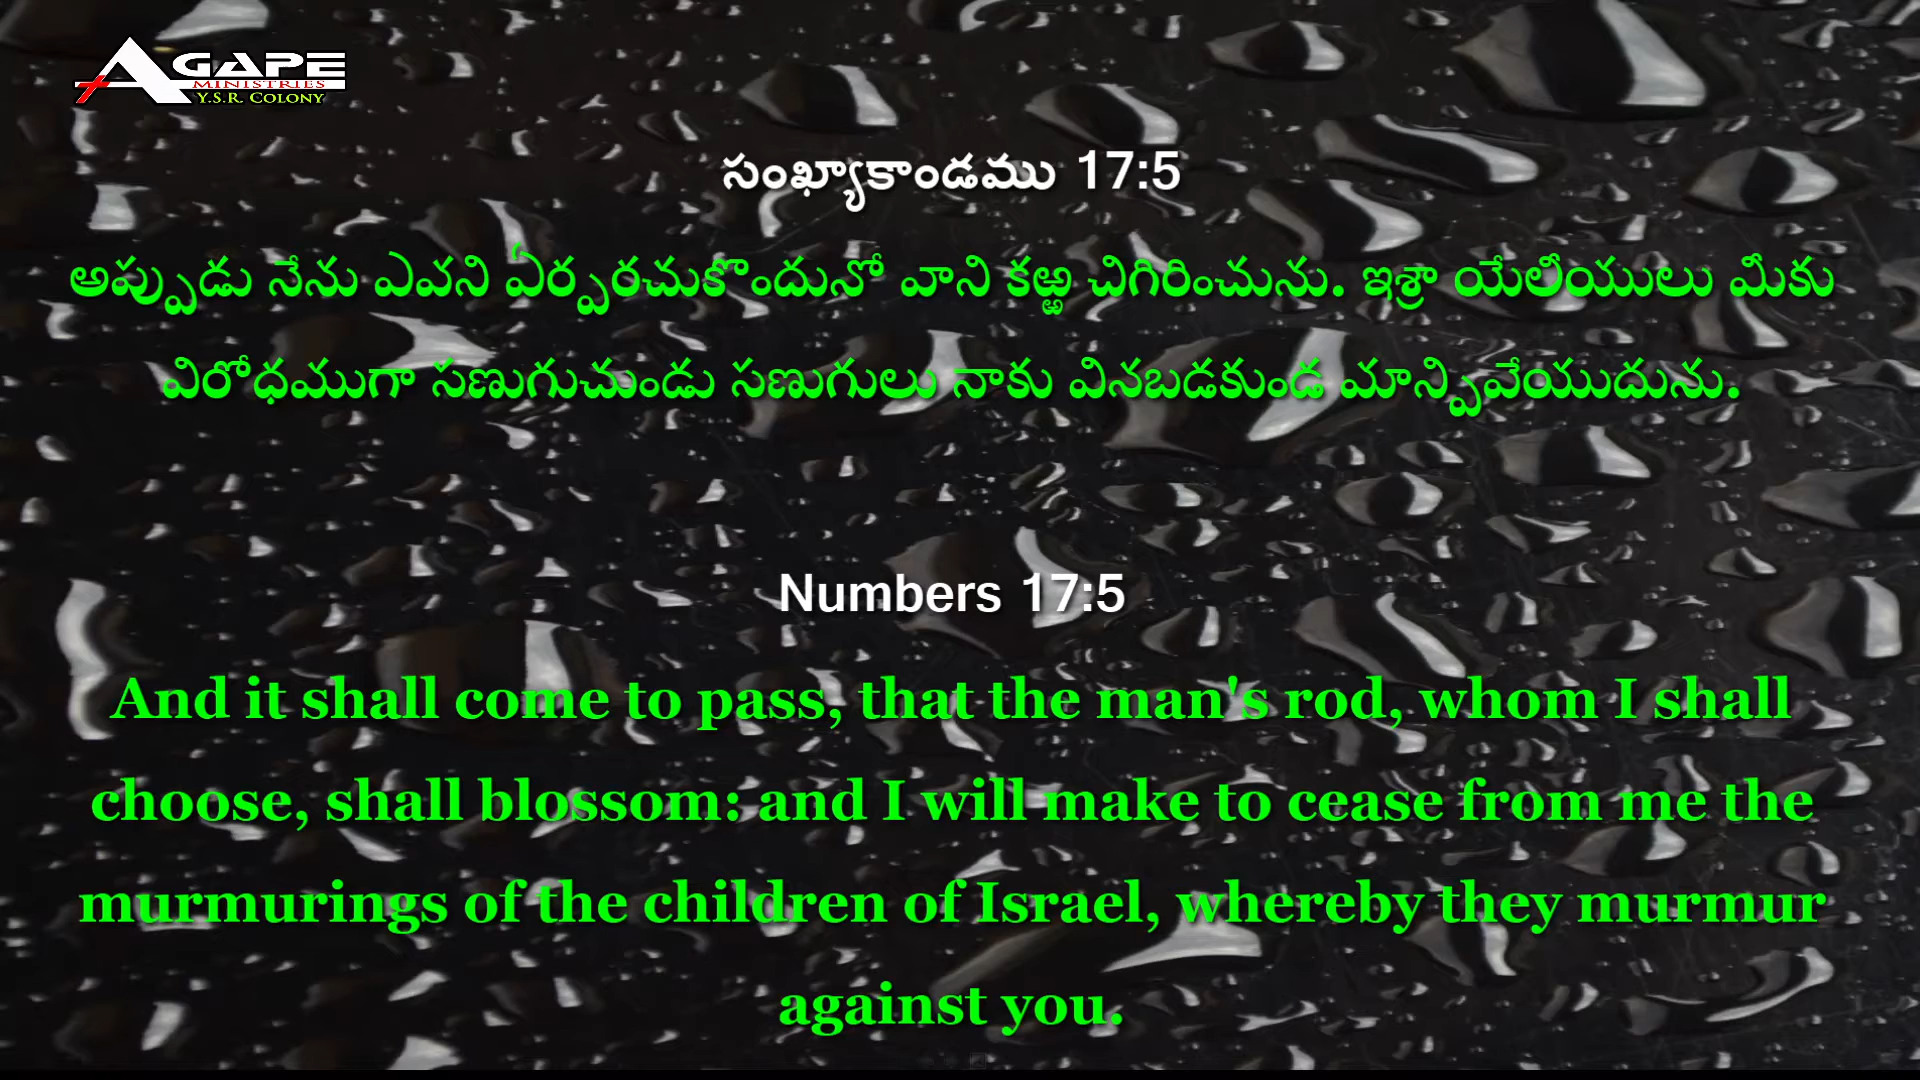 AGAPE
MINISTRIES
Y.S.R. COLONY
సంఖ్యాకాండము 17:5
అప్పుడు నేను ఎవని ఏర్పరచుకొందునో వాని కఱ్ఱ చిగిరించును. ఇశ్రా యేలీయులు మీకు
విరోధముగా సణుగుచుండు సణుగులు నాకు వినబడకుండ మాన్పివేయుదును.
Numbers 17:5
And it shall come to pass, that the man's rod, whom I shall
choose, shall blossom: and I will make to cease from me the
murmurings of the children of Israel, whereby they murmur
against you.